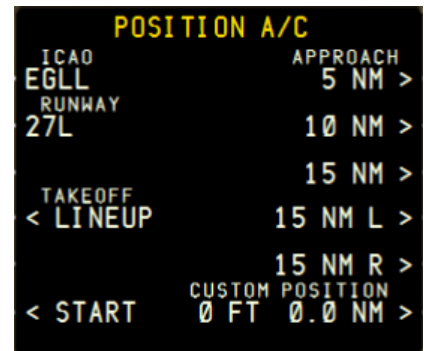 POSITION A/C
ICAO APPROACH
EGLL 5 NM >
RUNWAY
27L 10 NM >
15 NM >
TAKEOFF
< LINEUP 15 NM L >
15 NM R >
CUSTOM POSITION
< START 0 FT 0.0 NM >